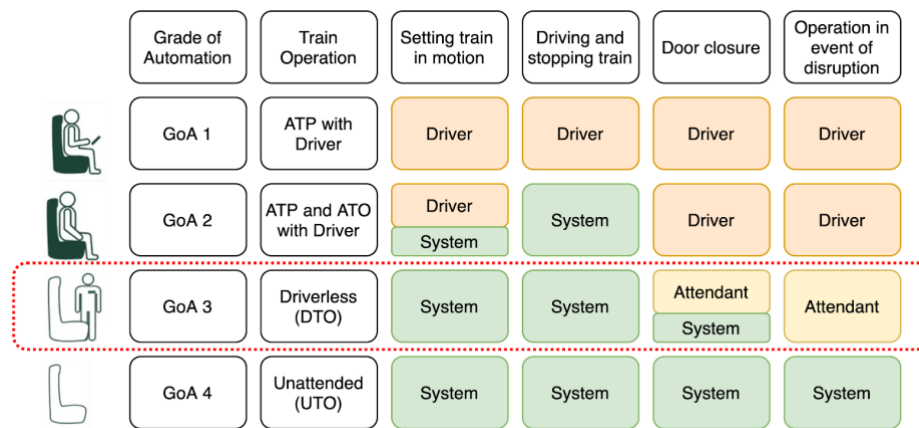 Grade of
Automation
Train
Operation
Setting train
in motion
Driving and
stopping train
Door closure
Operation in
event of
disruption
GoA 1
ATP with
Driver
Driver
Driver
Driver
Driver
GoA 2
ATP and ATO
with Driver
Driver
System
System
Driver
Driver
GoA 3
Driverless
(DTO)
System
System
Attendant
System
Attendant
GoA 4
Unattended
(UTO)
System
System
System
System